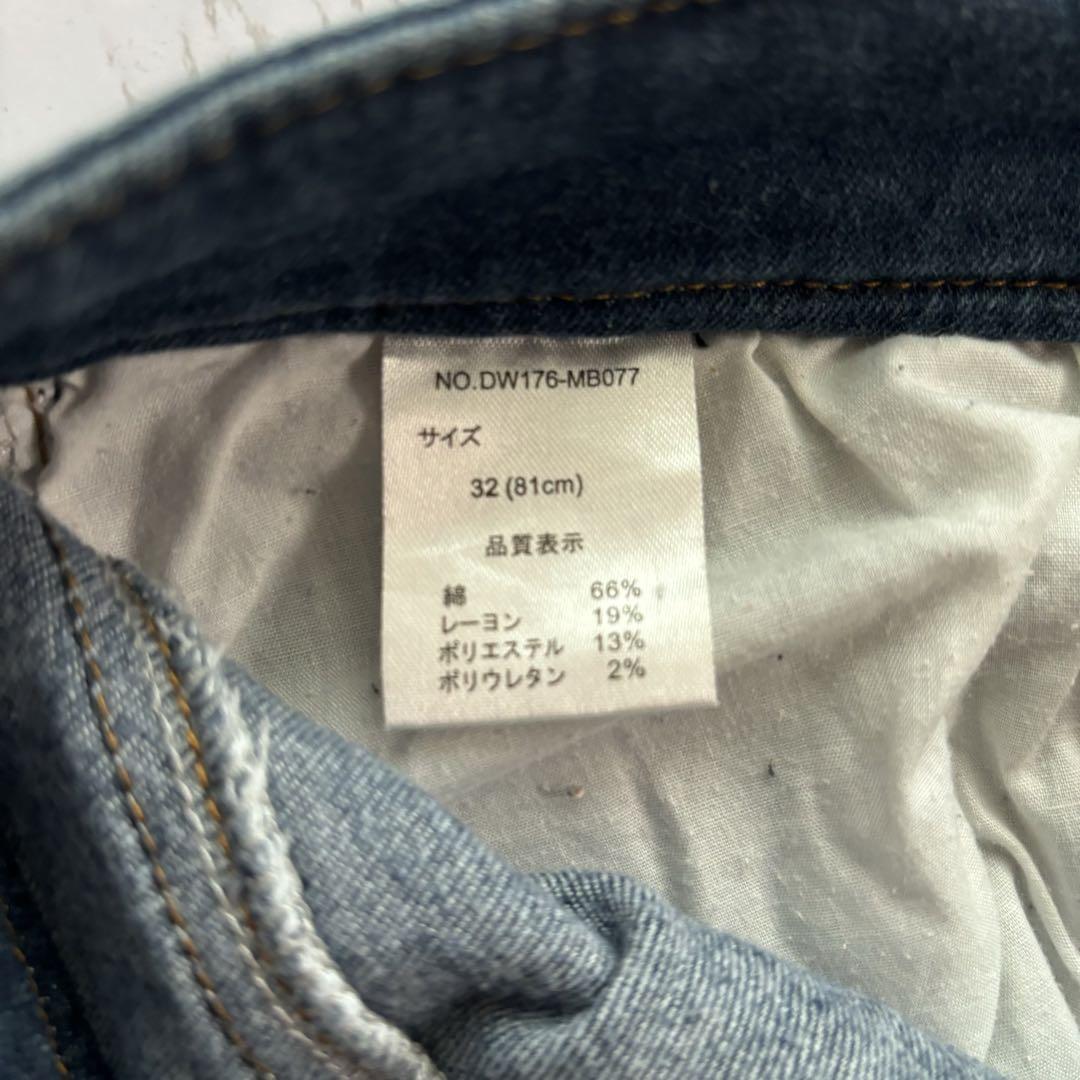 NO.DW176-MB077
サイズ
32 (81cm)
品質表示
綿 66%
レーヨン 19%
ポリエステル 13%
ポリウレタン 2%